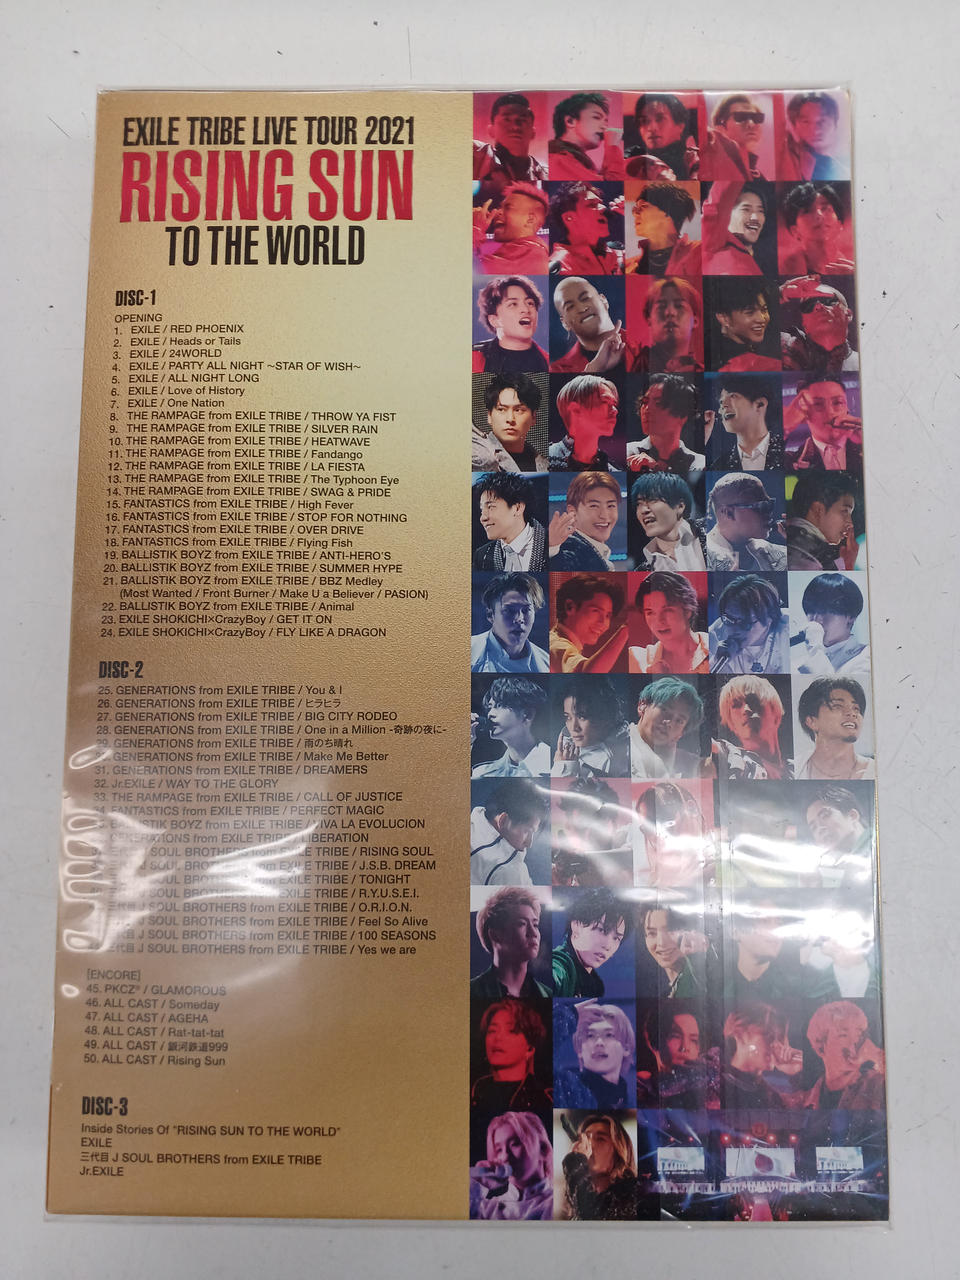 EXILE TRIBE LIVE TOUR 2021
RISING SUN
TO THE WORLD
DISC-1
OPENING
1. EXILE / RED PHOENIX
2. EXILE / Heads or Tails
3. EXILE / 24WORLD
4. EXILE / PARTY ALL NIGHT ～STAR OF WISH～
5. EXILE / ALL NIGHT LONG
6. EXILE / Love of History
7. EXILE / One Nation
8. THE RAMPAGE from EXILE TRIBE / THROW YA FIST
9. THE RAMPAGE from EXILE TRIBE / SILVER RAIN
10. THE RAMPAGE from EXILE TRIBE / HEATWAVE
11. THE RAMPAGE from EXILE TRIBE / Fandango
12. THE RAMPAGE from EXILE TRIBE / LA FIESTA
13. THE RAMPAGE from EXILE TRIBE / The Typhoon Eye
14. THE RAMPAGE from EXILE TRIBE / SWAG & PRIDE
15. FANTASTICS from EXILE TRIBE / High Fever
16. FANTASTICS from EXILE TRIBE / STOP FOR NOTHING
17. FANTASTICS from EXILE TRIBE / OVER DRIVE
18. FANTASTICS from EXILE TRIBE / Flying Fish
19. BALLISTIK BOYZ from EXILE TRIBE / ANTI-HERO'S
20. BALLISTIK BOYZ from EXILE TRIBE / SUMMER HYPE
21. BALLISTIK BOYZ from EXILE TRIBE / BBZ Medley
(Most Wanted / Front Burner / Make U a Believer / PASION)
22. BALLISTIK BOYZ from EXILE TRIBE / Animal
23. EXILE SHOKICHI×CrazyBoy / GET IT ON
24. EXILE SHOKICHI×CrazyBoy / FLY LIKE A DRAGON
DISC-2
25. GENERATIONS from EXILE TRIBE / You & I
26. GENERATIONS from EXILE TRIBE / ヒラヒラ
27. GENERATIONS from EXILE TRIBE / BIG CITY RODEO
28. GENERATIONS from EXILE TRIBE / One in a Million -奇跡の夜に-
29. GENERATIONS from EXILE TRIBE / 雨のち晴れ
GENERATIONS from EXILE TRIBE / Make Me Better
31. GENERATIONS from EXILE TRIBE / DREAMERS
32. Jr.EXILE / WAY TO THE GLORY
33. THE RAMPAGE from EXILE TRIBE / CALL OF JUSTICE
FANTASTICS from EXILE TRIBE / PERFECT MAGIC
BALLISTIK BOYZ from EXILE TRIBE / VIVA LA EVOLUCION
GENERATIONS from EXILE TRIBE / LIBERATION
J SOUL BROTHERS from EXILE TRIBE / RISING SOUL
J SOUL BROTHERS from EXILE TRIBE / J.S.B. DREAM
J SOUL BROTHERS from EXILE TRIBE / TONIGHT
J SOUL BROTHERS from EXILE TRIBE / R.Y.U.S.E.I.
三代目 J SOUL BROTHERS from EXILE TRIBE / O.R.I.O.N.
J SOUL BROTHERS from EXILE TRIBE / Feel So Alive
三代目 J SOUL BROTHERS from EXILE TRIBE / 100 SEASONS
三代目 J SOUL BROTHERS from EXILE TRIBE / Yes we are
[ENCORE]
45. PKCZ® / GLAMOROUS
46. ALL CAST / Someday
47. ALL CAST / AGEHA
48. ALL CAST / Rat-tat-tat
49. ALL CAST / 銀河鉄道999
50. ALL CAST / Rising Sun
DISC-3
Inside Stories Of "RISING SUN TO THE WORLD"
EXILE
三代目 J SOUL BROTHERS from EXILE TRIBE
Jr.EXILE